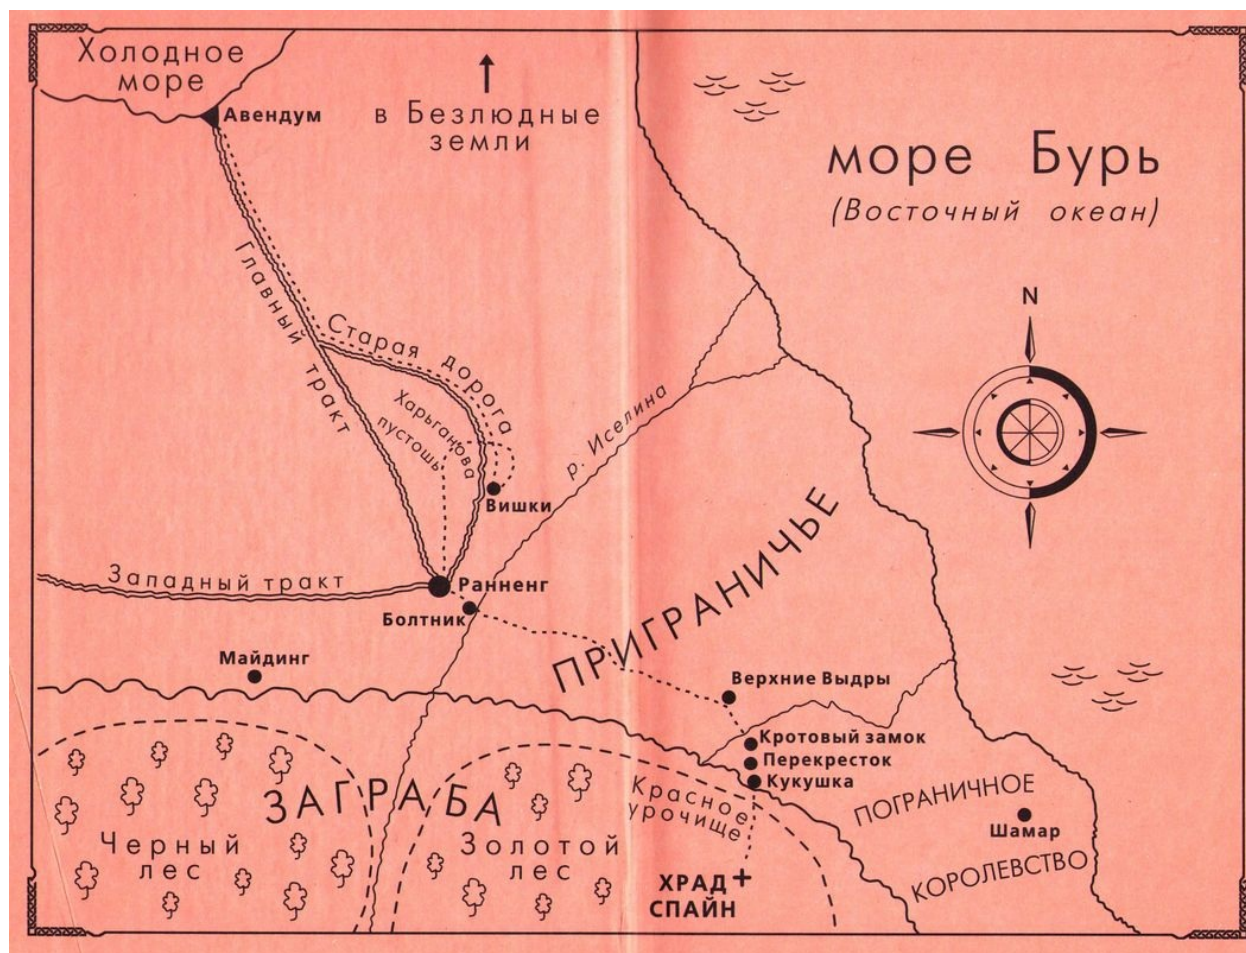 Холодное
море
Авендум
в Безлюдные
земли
море Бурь
(Восточный океан)
N
Главный тракт
Старая дорога
Харьганова
пустошь
р. Иселина
Вишки
Западный тракт
Ранненг
Болтник
ПРИГРАНИЧЬЕ
Майдинг
Верхние Выдры
Кротовый замок
Перекресток
Кукушка
ЗАГРАБА
Красное
урочище
ПОГРАНИЧНОЕ
КОРОЛЕВСТВО
Шамар
Черный
лес
Золотой
лес
ХРАД
СПАЙН